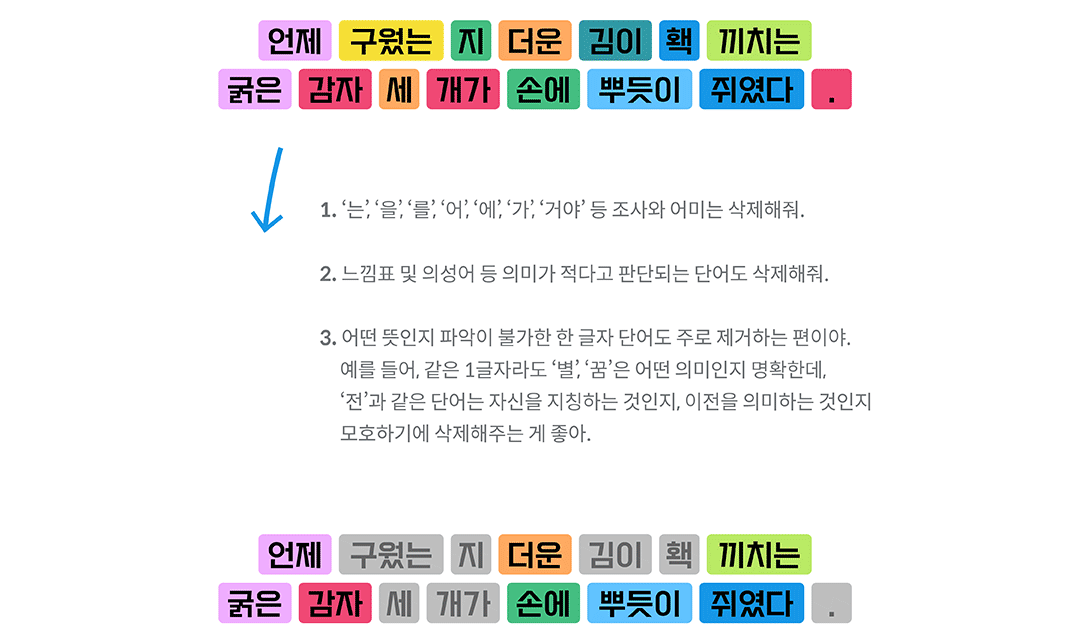 언제 구웠는 지 더운 김이 홱 끼치는
굵은 감자 세 개가 손에 뿌듯이 쥐였다 .
1. ‘는’, ‘을’, ‘를’, ‘어’, ‘에’, ‘가’, ‘거야’ 등 조사와 어미는 삭제해줘.
2. 느낌표 및 의성어 등 의미가 적다고 판단되는 단어도 삭제해줘.
3. 어떤 뜻인지 파악이 불가한 한 글자 단어도 주로 제거하는 편이야.
예를 들어, 같은 1글자라도 ‘별’, ‘꿈’은 어떤 의미인지 명확한데,
‘전’과 같은 단어는 자신을 지칭하는 것인지, 이전을 의미하는 것인지
모호하기에 삭제해주는 게 좋아.
언제 구웠는 지 더운 김이 홱 끼치는
굵은 감자 세 개가 손에 뿌듯이 쥐였다 .